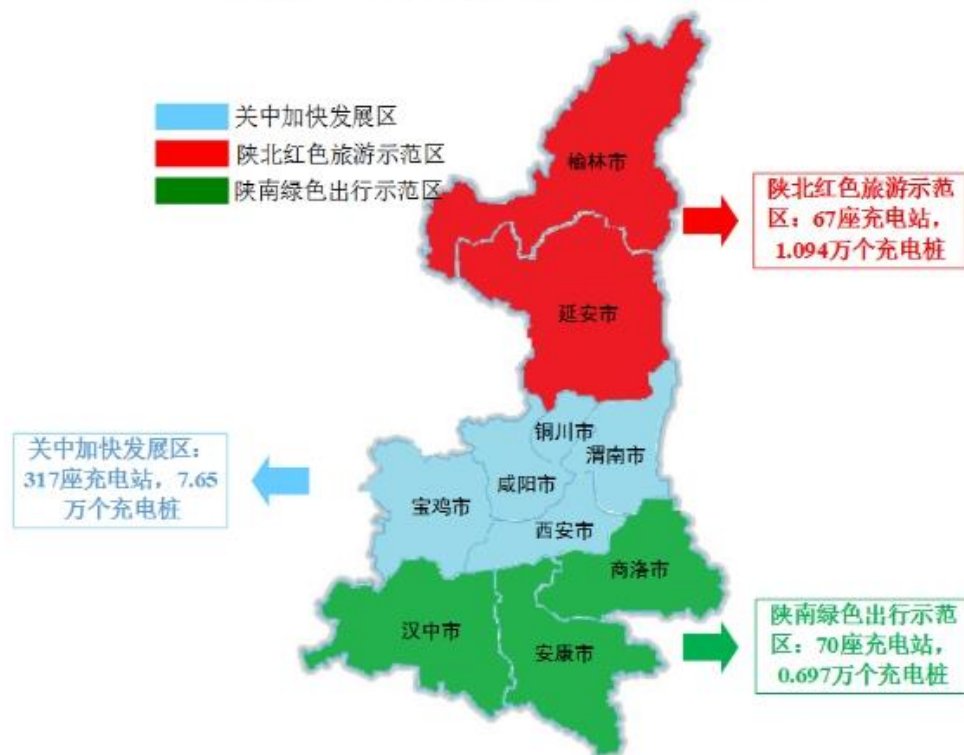 关中加快发展区
陕北红色旅游示范区
陕南绿色出行示范区
榆林市
陕北红色旅游示范
区：67座充电站，
1.094万个充电桩
延安市
铜川市
渭南市
咸阳市
宝鸡市
西安市
关中加快发展区：
317座充电站，7.65
万个充电桩
商洛市
汉中市
安康市
陕南绿色出行示范
区：70座充电站，
0.697万个充电桩